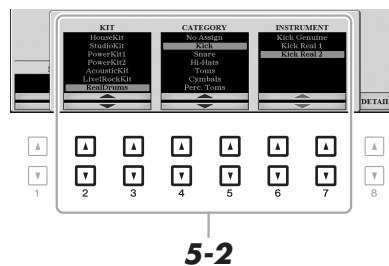 KIT CATEGORY INSTRUMENT
HouseKit No Assign Kick Genuine
StudioKit Kick Kick Real 1
PowerKit1 Snare Kick Real 2
PowerKit2 Hi-Hats
AcousticKit Toms
Live!RockKit Cymbals
RealDrums Perc. Toms
DETAIL
1 2 3 4 5 6 7 8
5-2